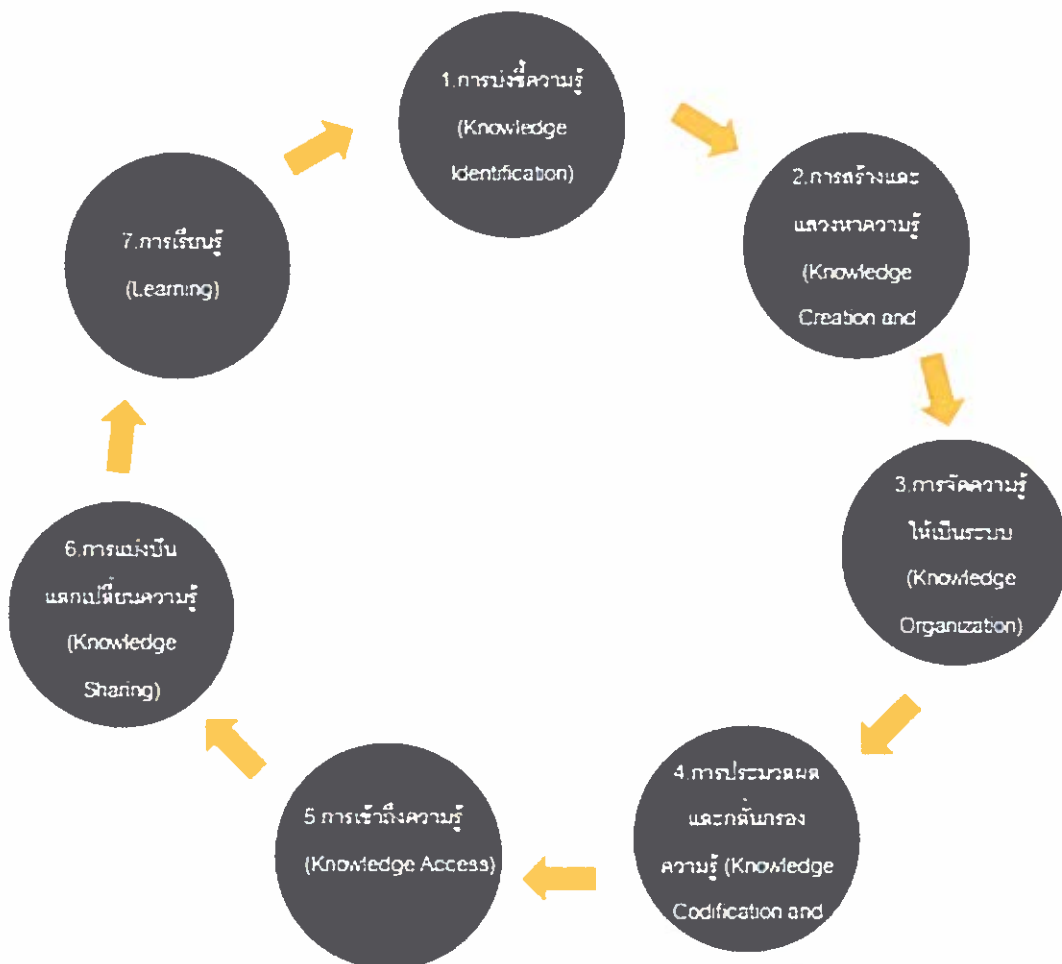 1.การบ่งชี้ความรู้
(Knowledge
Identification)
2.การสร้างและ
แสวงหาความรู้
(Knowledge
Creation and
3.การจัดความรู้
ให้เป็นระบบ
(Knowledge
Organization)
4.การประมวลผล
และกลั่นกรอง
ความรู้ (Knowledge
Codification and
5.การเข้าถึงความรู้
(Knowledge Access)
6.การแบ่งปัน
แลกเปลี่ยนความรู้
(Knowledge
Sharing)
7.การเรียนรู้
(Learning)